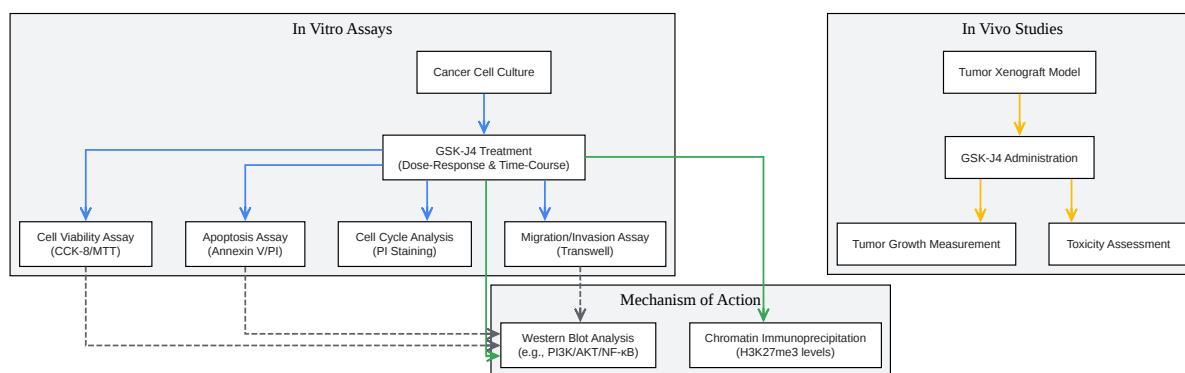 In Vitro Assays
Cancer Cell Culture
GSK-J4 Treatment
(Dose-Response & Time-Course)
Cell Viability Assay
(CCK-8/MTT)
Apoptosis Assay
(Annexin V/PI)
Cell Cycle Analysis
(PI Staining)
Migration/Invasion Assay
(Transwell)
In Vivo Studies
Tumor Xenograft Model
GSK-J4 Administration
Tumor Growth Measurement
Toxicity Assessment
Mechanism of Action
Western Blot Analysis
(e.g., PI3K/AKT/NF-κB)
Chromatin Immunoprecipitation
(H3K27me3 levels)